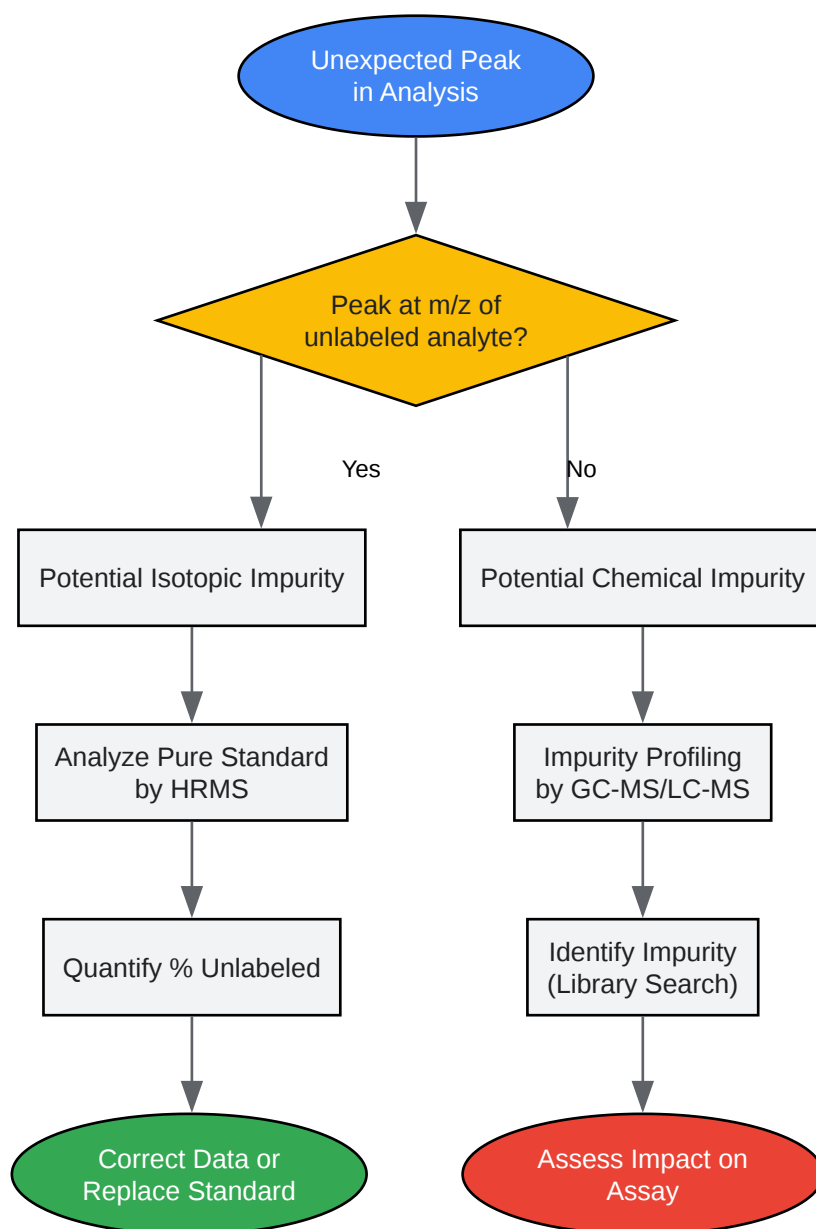 Unexpected Peak
in Analysis
Peak at m/z of
unlabeled analyte?
Yes
No
Potential Isotopic Impurity
Potential Chemical Impurity
Analyze Pure Standard
by HRMS
Impurity Profiling
by GC-MS/LC-MS
Quantify % Unlabeled
Identify Impurity
(Library Search)
Correct Data or
Replace Standard
Assess Impact on
Assay